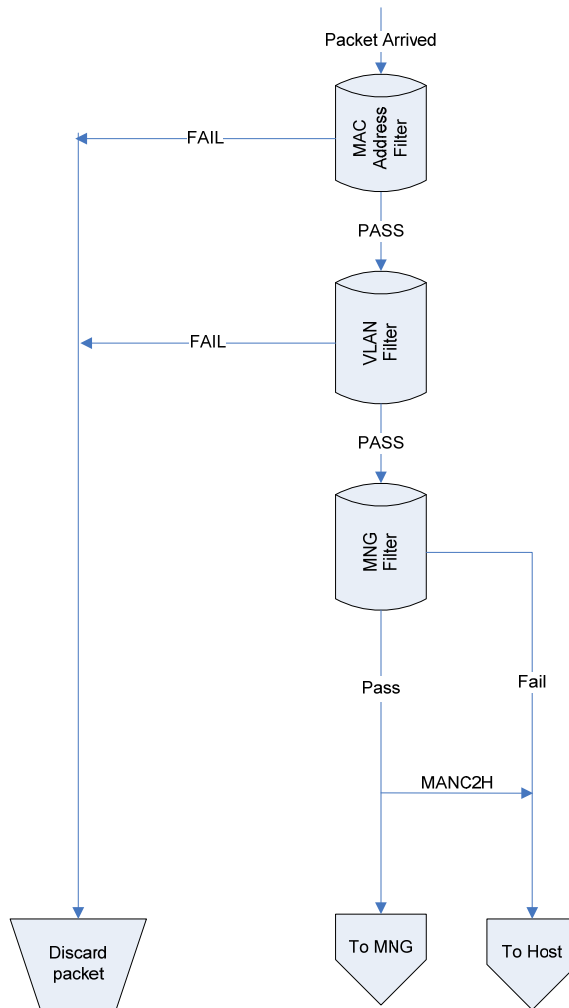 Packet Arrived
MAC
Address
Filter
FAIL
PASS
VLAN
Filter
FAIL
PASS
MNG
Filter
Pass
Fail
MANC2H
Discard
packet
To MNG
To Host